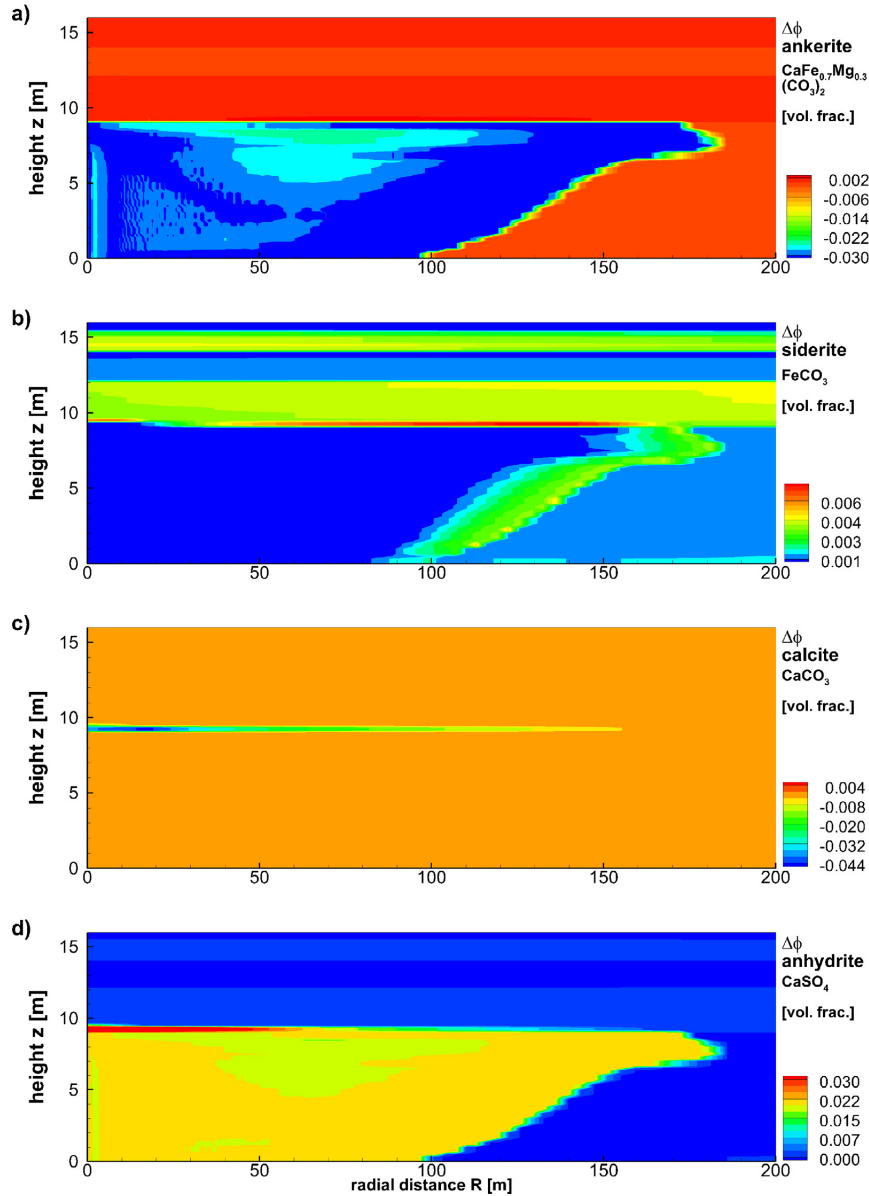 a)
Δϕ
ankerite
CaFe0.7Mg0.3
(CO3)2
[vol. frac.]
height z [m]
15
10
5
0
0.002
-0.006
-0.014
-0.022
-0.030
0 50 100 150 200
b)
Δϕ
siderite
FeCO3
[vol. frac.]
height z [m]
15
10
5
0
0.006
0.004
0.003
0.001
0 50 100 150 200
c)
Δϕ
calcite
CaCO3
[vol. frac.]
height z [m]
15
10
5
0
0.004
-0.008
-0.020
-0.032
-0.044
0 50 100 150 200
d)
Δϕ
anhydrite
CaSO4
[vol. frac.]
height z [m]
15
10
5
0
0.030
0.022
0.015
0.007
0.000
0 50 100 150 200
radial distance R [m]